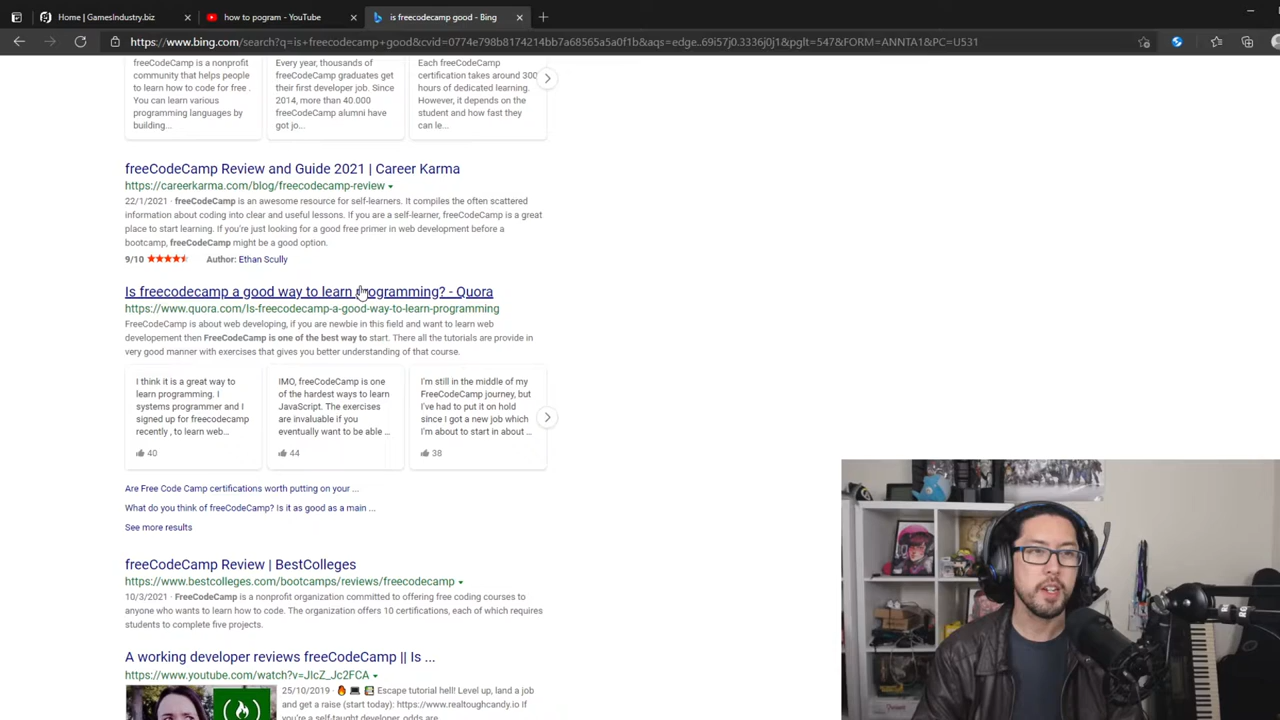 Home | GamesIndustry.biz
how to pogram - YouTube
is freecodecamp good - Bing
https://www.bing.com/search?q=is+freecodecamp+good&cvid=0774e798b8174214bb7a68565a5a0f1b&aqs=edge..69i57j0.3336j0j1&pglt=547&FORM=ANNTA1&PC=U531
freeCodeCamp is a nonprofit
community that helps people
to learn how to code for free .
You can learn various
programming languages by
building...
Every year, thousands of
freeCodeCamp graduates get
their first developer job. Since
2014, more than 40.000
freeCodeCamp alumni have
got jo...
Each freeCodeCamp
certification takes around 300
hours of dedicated learning.
However, it depends on the
student and how fast they
can le...
freeCodeCamp Review and Guide 2021 | Career Karma
https://careerkarma.com/blog/freecodecamp-review
22/1/2021 · freeCodeCamp is an awesome resource for self-learners. It compiles the often scattered
information about coding into clear and useful lessons. If you are a self-learner, freeCodeCamp is a great
place to start learning. If you're just looking for a good free primer in web development before a
bootcamp, freeCodeCamp might be a good option.
9/10 Author: Ethan Scully
Is freecodecamp a good way to learn programming? - Quora
https://www.quora.com/Is-freecodecamp-a-good-way-to-learn-programming
FreeCodeCamp is about web developing, if you are newbie in this field and want to learn web
developement then FreeCodeCamp is one of the best way to start. There all the tutorials are provide in
very good manner with exercises that gives you better understanding of that course.
I think it is a great way to
learn programming. I
systems programmer and I
signed up for freecodecamp
recently , to learn web...
40
IMO, freeCodeCamp is one
of the hardest ways to learn
JavaScript. The exercises
are invaluable if you
eventually want to be able ...
44
I'm still in the middle of my
FreeCodeCamp journey, but
I've had to put it on hold
since I got a new job which
I'm about to start in about ...
38
Are Free Code Camp certifications worth putting on your ...
What do you think of freeCodeCamp? Is it as good as a main ...
See more results
freeCodeCamp Review | BestColleges
https://www.bestcolleges.com/bootcamps/reviews/freecodecamp
10/3/2021 · FreeCodeCamp is a nonprofit organization committed to offering free coding courses to
anyone who wants to learn how to code. The organization offers 10 certifications, each of which requires
students to complete five projects.
A working developer reviews freeCodeCamp || Is ...
https://www.youtube.com/watch?v=JIcZ_Jc2FCA
25/10/2019 · Escape tutorial hell! Level up, land a job
and get a raise (start today): https://www.realtoughcandy.io If
you're a self-taught developer, odds are